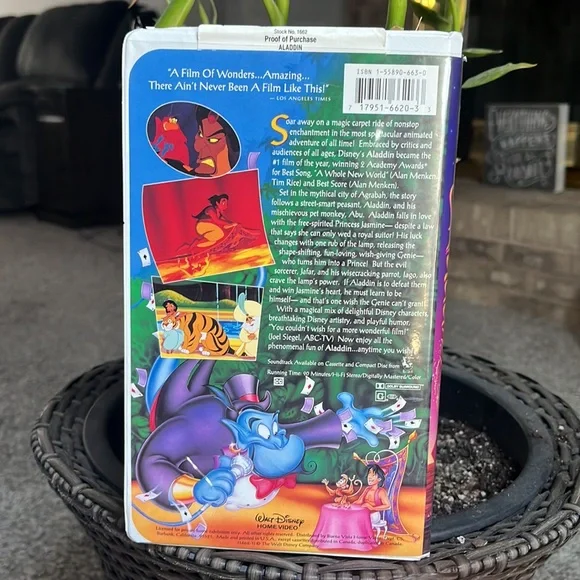 Stock No. 1662
Proof of Purchase
ALADDIN
"A Film Of Wonders...Amazing...
There Ain't Never Been A Film Like This!"
— LOS ANGELES TIMES
ISBN 1-55890-663-0
7 17951-6620-3 3
Soar away on a magic carpet ride of nonstop
enchantment in the most spectacular animated
adventure of all time! Embraced by critics and
audiences of all ages, Disney's Aladdin became the
#1 film of the year, winning 2 Academy Awards®
for Best Song, "A Whole New World" (Alan Menken,
Tim Rice) and Best Score (Alan Menken).
Set in the mythical city of Agrabah, the story
follows a street-smart peasant, Aladdin, and his
mischievous pet monkey, Abu. Aladdin falls in love
with the free-spirited Princess Jasmine— despite a law
that says she can only wed a royal suitor! His luck
changes with one rub of the lamp, releasing the
shape-shifting, fun-loving, wish-giving Genie—
who turns him into a Prince! But the evil
sorcerer, Jafar, and his wisecracking parrot, Iago, also
crave the lamp's power. If Aladdin is to defeat them
and win Jasmine's heart, he must learn to be
himself— and that's one wish the Genie can't grant!
With a magical mix of delightful Disney characters,
breathtaking Disney artistry, and playful humor,
"You couldn't wish for a more wonderful film!"
(Joel Siegel, ABC-TV) Now enjoy all the
phenomenal fun of Aladdin...anytime you wish!
Soundtrack Available on Cassette and Compact Disc from
Running Time: 90 Minutes/Hi-Fi Stereo/Digitally Mastered/Color
DOLBY SURROUND
G
WALT DISNEY
HOME VIDEO